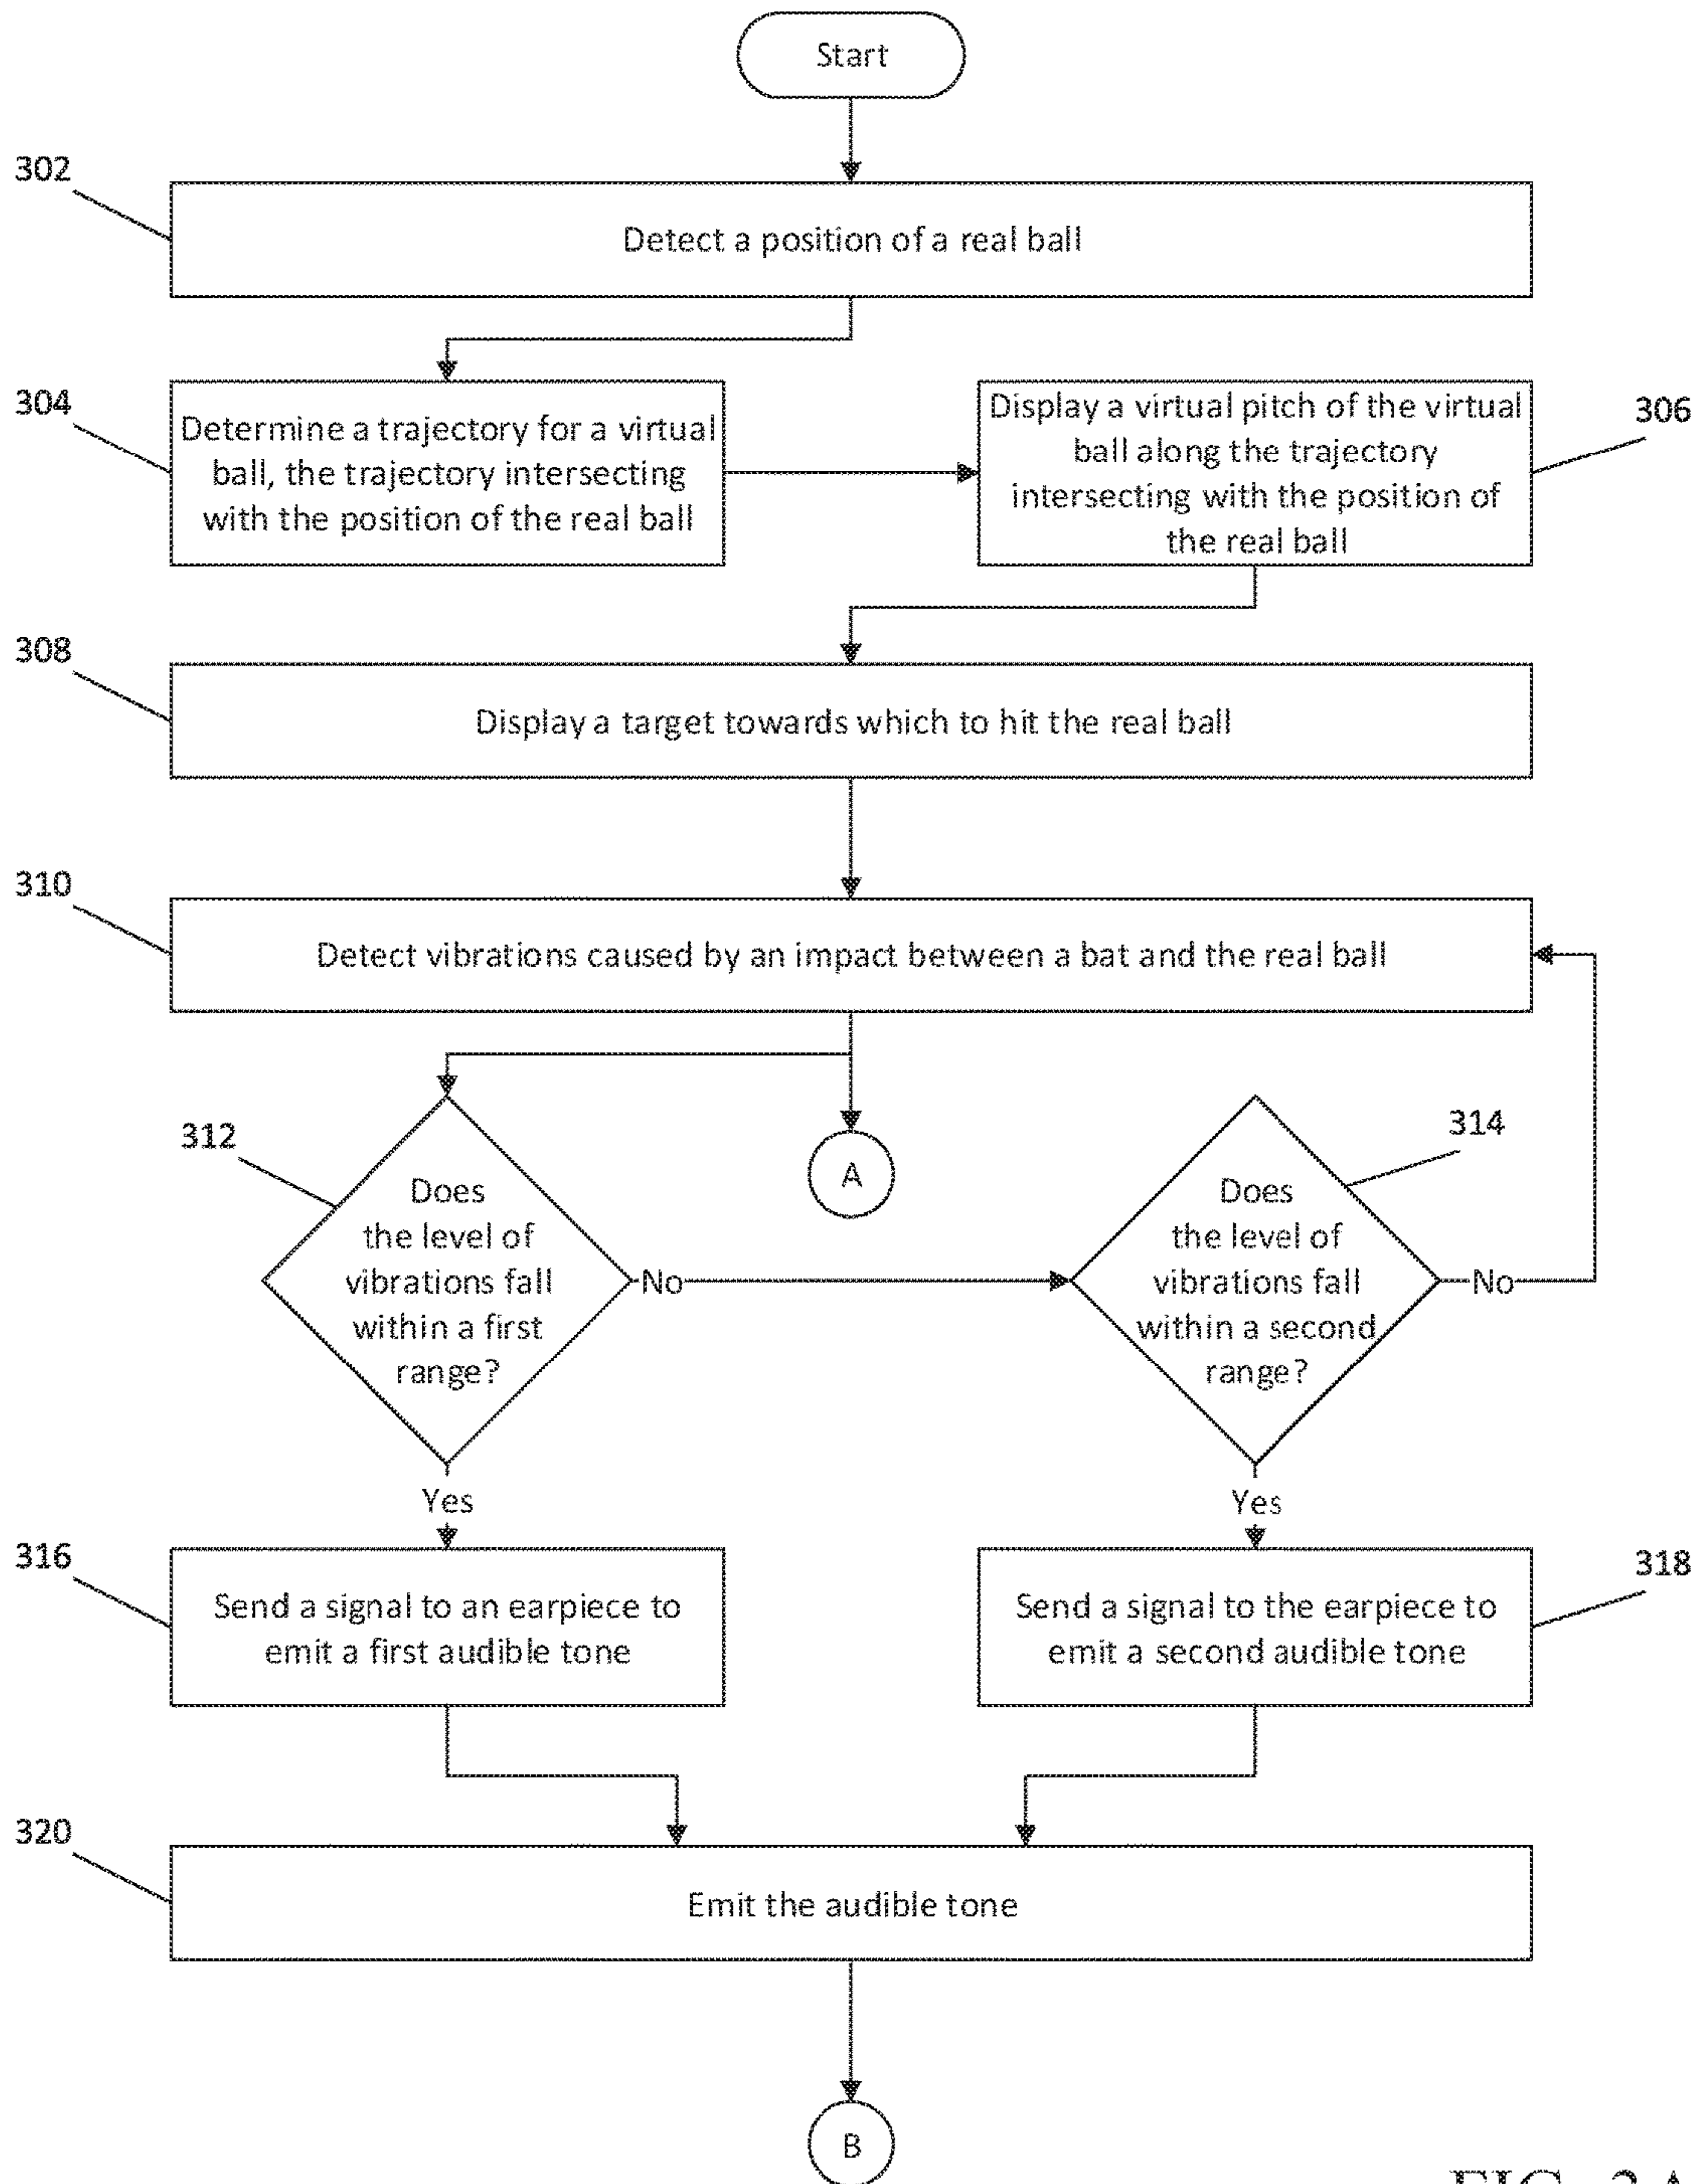 Start
302
Detect a position of a real ball
304
Determine a trajectory for a virtual
ball, the trajectory intersecting
with the position of the real ball
Display a virtual pitch of the virtual
ball along the trajectory
intersecting with the position of
the real ball
306
308
Display a target towards which to hit the real ball
310
Detect vibrations caused by an impact between a bat and the real ball
312
Does
the level of
vibrations fall
within a first
range?
A
314
Does
the level of
vibrations fall
within a second
range?
No
No
Yes
Yes
316
Send a signal to an earpiece to
emit a first audible tone
Send a signal to the earpiece to
emit a second audible tone
318
320
Emit the audible tone
B